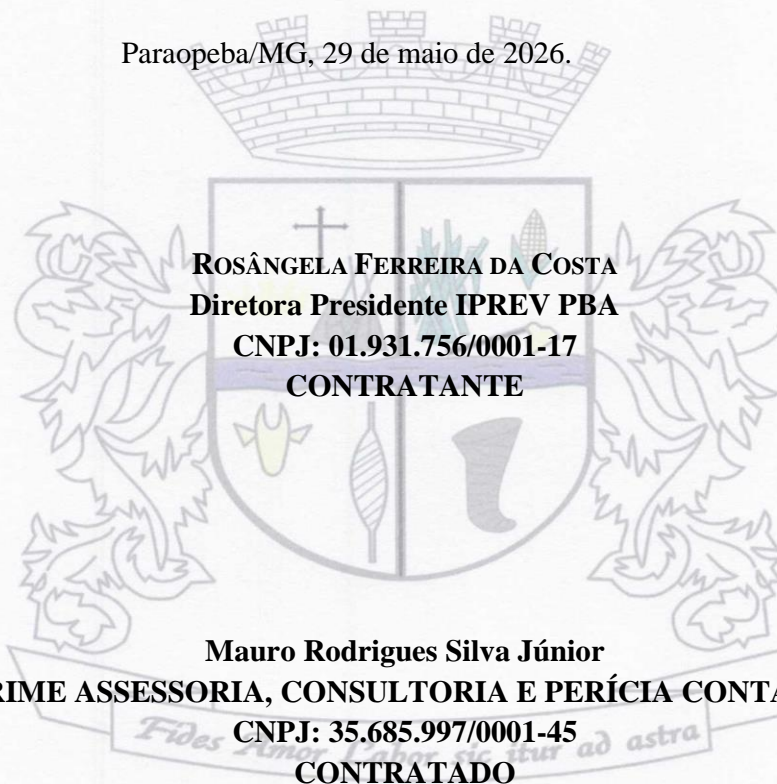 Paraopeba/MG, 29 de maio de 2026.
ROSÂNGELA FERREIRA DA COSTA
Diretora Presidente IPREV PBA
CNPJ: 01.931.756/0001-17
CONTRATANTE
Mauro Rodrigues Silva Júnior
RIME ASSESSORIA, CONSULTORIA E PERÍCIA CONTA
CNPJ: 35.685.997/0001-45
Fides Amor Labor sic itur ad astra
CONTRATADO